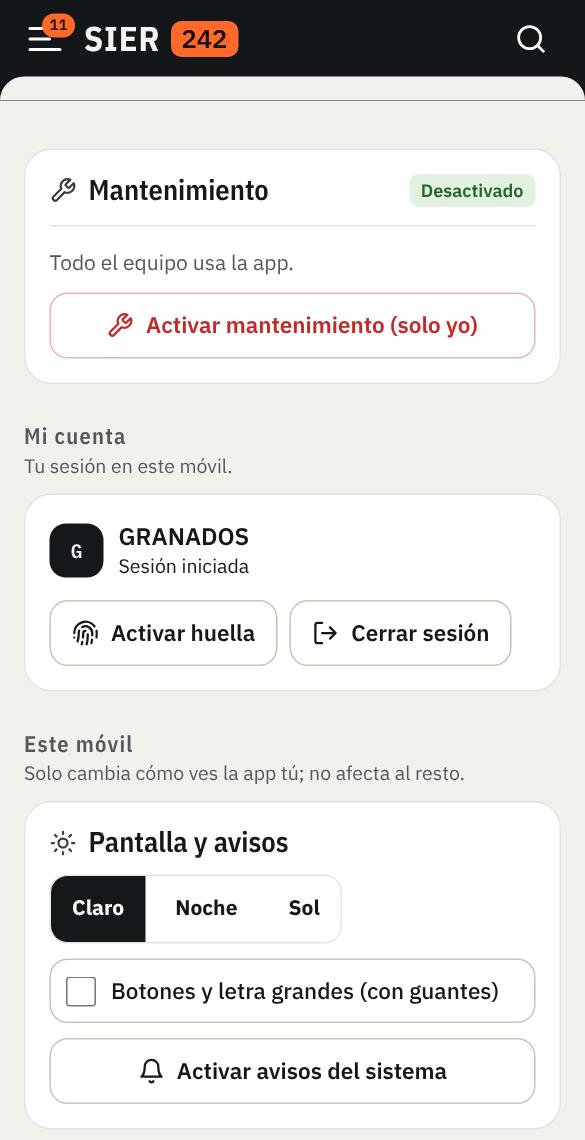 11
SIER 242
Mantenimiento
Desactivado
Todo el equipo usa la app.
Activar mantenimiento (solo yo)
Mi cuenta
Tu sesión en este móvil.
G
GRANADOS
Sesión iniciada
Activar huella
Cerrar sesión
Este móvil
Solo cambia cómo ves la app tú; no afecta al resto.
Pantalla y avisos
Claro Noche Sol
Botones y letra grandes (con guantes)
Activar avisos del sistema